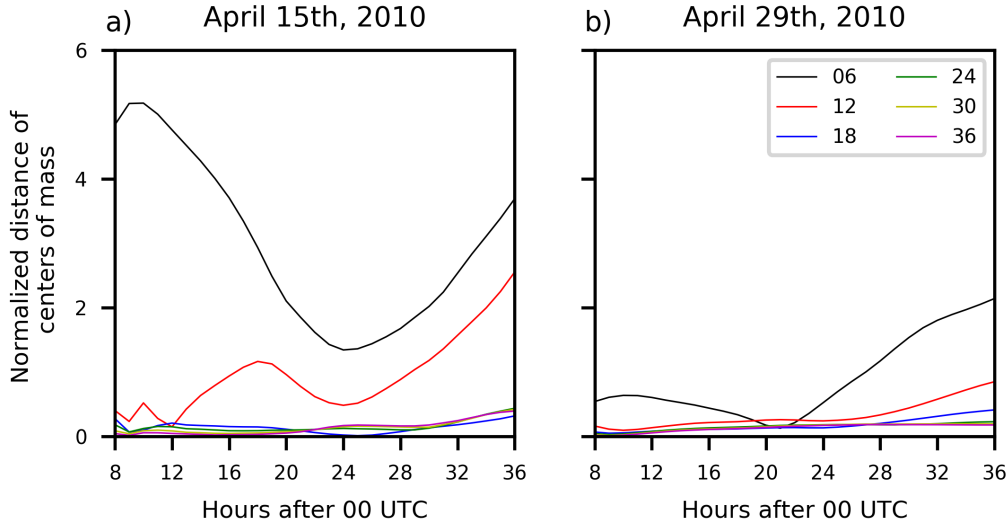 a) April 15th, 2010
b) April 29th, 2010
Normalized distance of
centers of mass
6
4
2
0
8 12 16 20 24 28 32 36
Hours after 00 UTC
06 24
12 30
18 36
8 12 16 20 24 28 32 36
Hours after 00 UTC